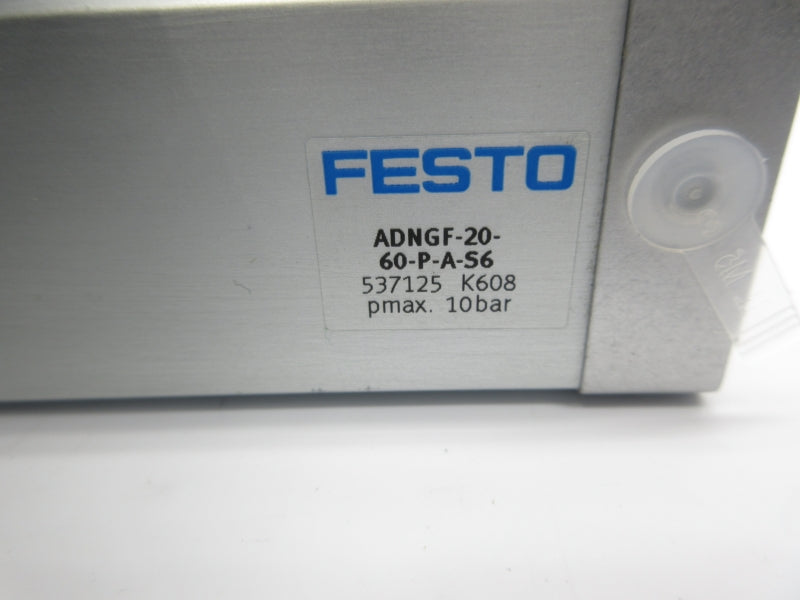 FESTO
ADNGF-20-
60-P-A-S6
537125 K608
pmax. 10bar